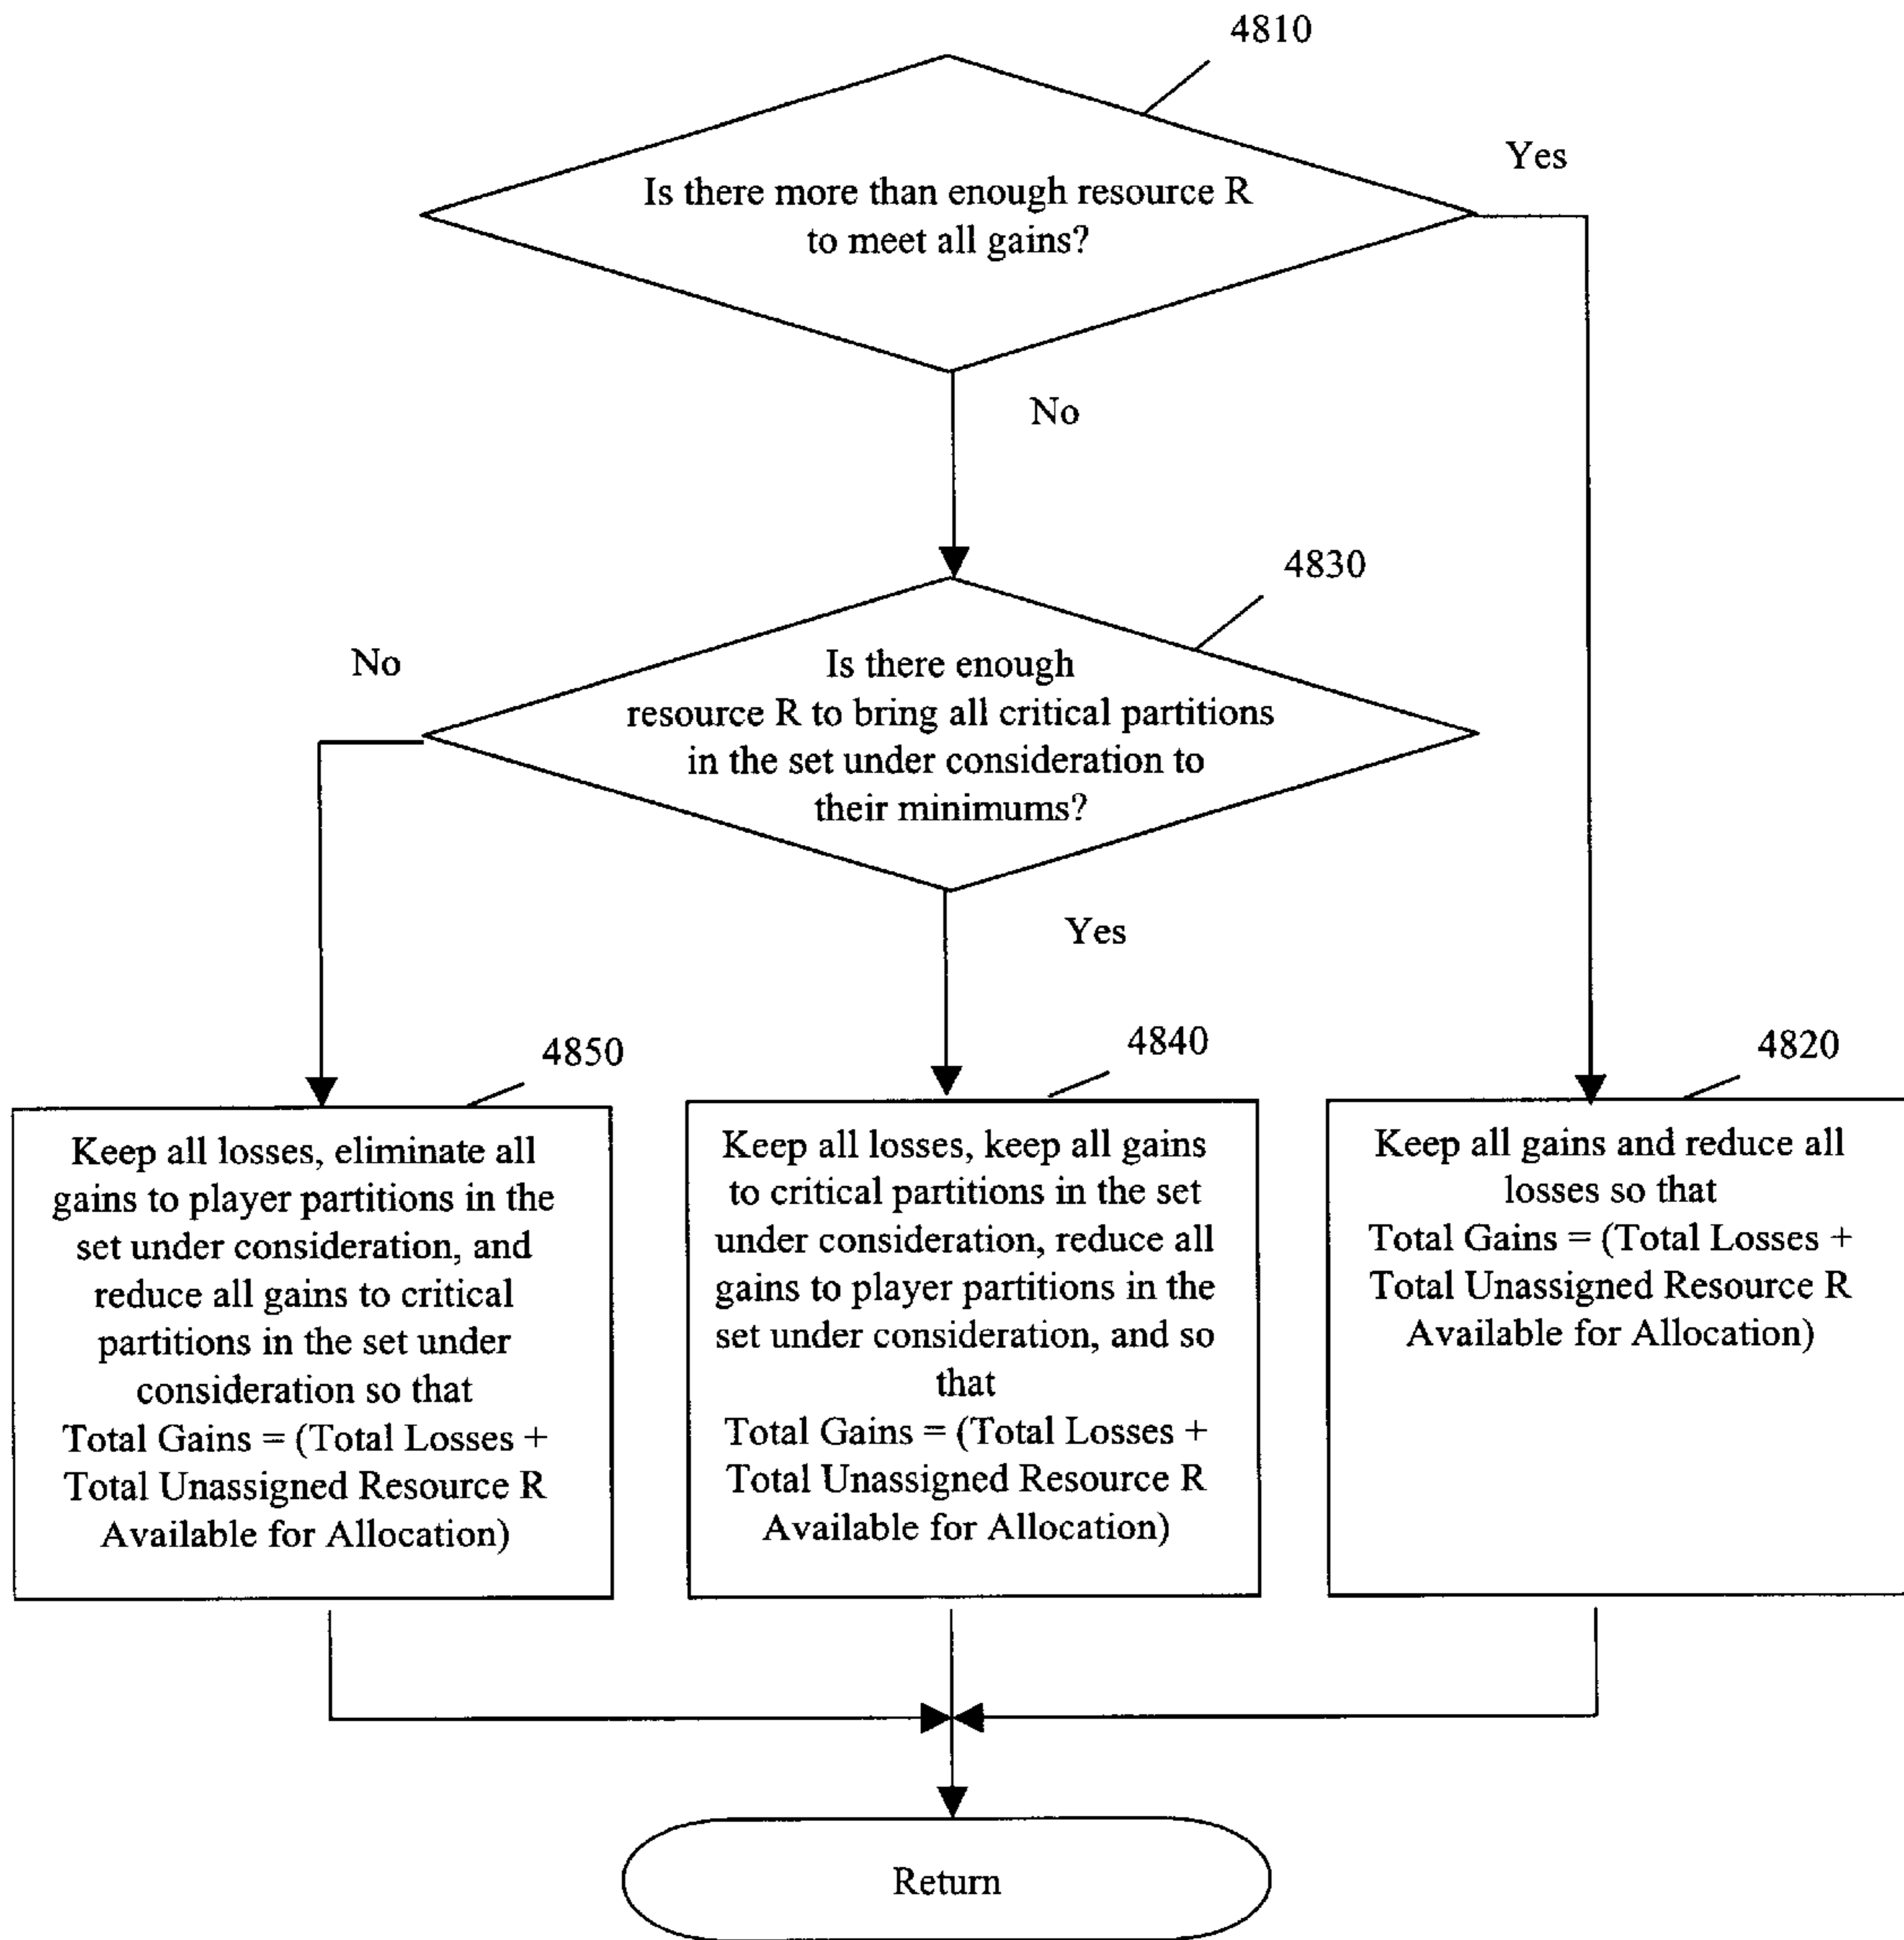 4810
Is there more than enough resource R
to meet all gains?
Yes
No
4830
Is there enough
resource R to bring all critical partitions
in the set under consideration to
their minimums?
No
Yes
4850
Keep all losses, eliminate all
gains to player partitions in the
set under consideration, and
reduce all gains to critical
partitions in the set under
consideration so that
Total Gains = (Total Losses +
Total Unassigned Resource R
Available for Allocation)
4840
Keep all losses, keep all gains
to critical partitions in the set
under consideration, reduce all
gains to player partitions in the
set under consideration, and so
that
Total Gains = (Total Losses +
Total Unassigned Resource R
Available for Allocation)
4820
Keep all gains and reduce all
losses so that
Total Gains = (Total Losses +
Total Unassigned Resource R
Available for Allocation)
Return